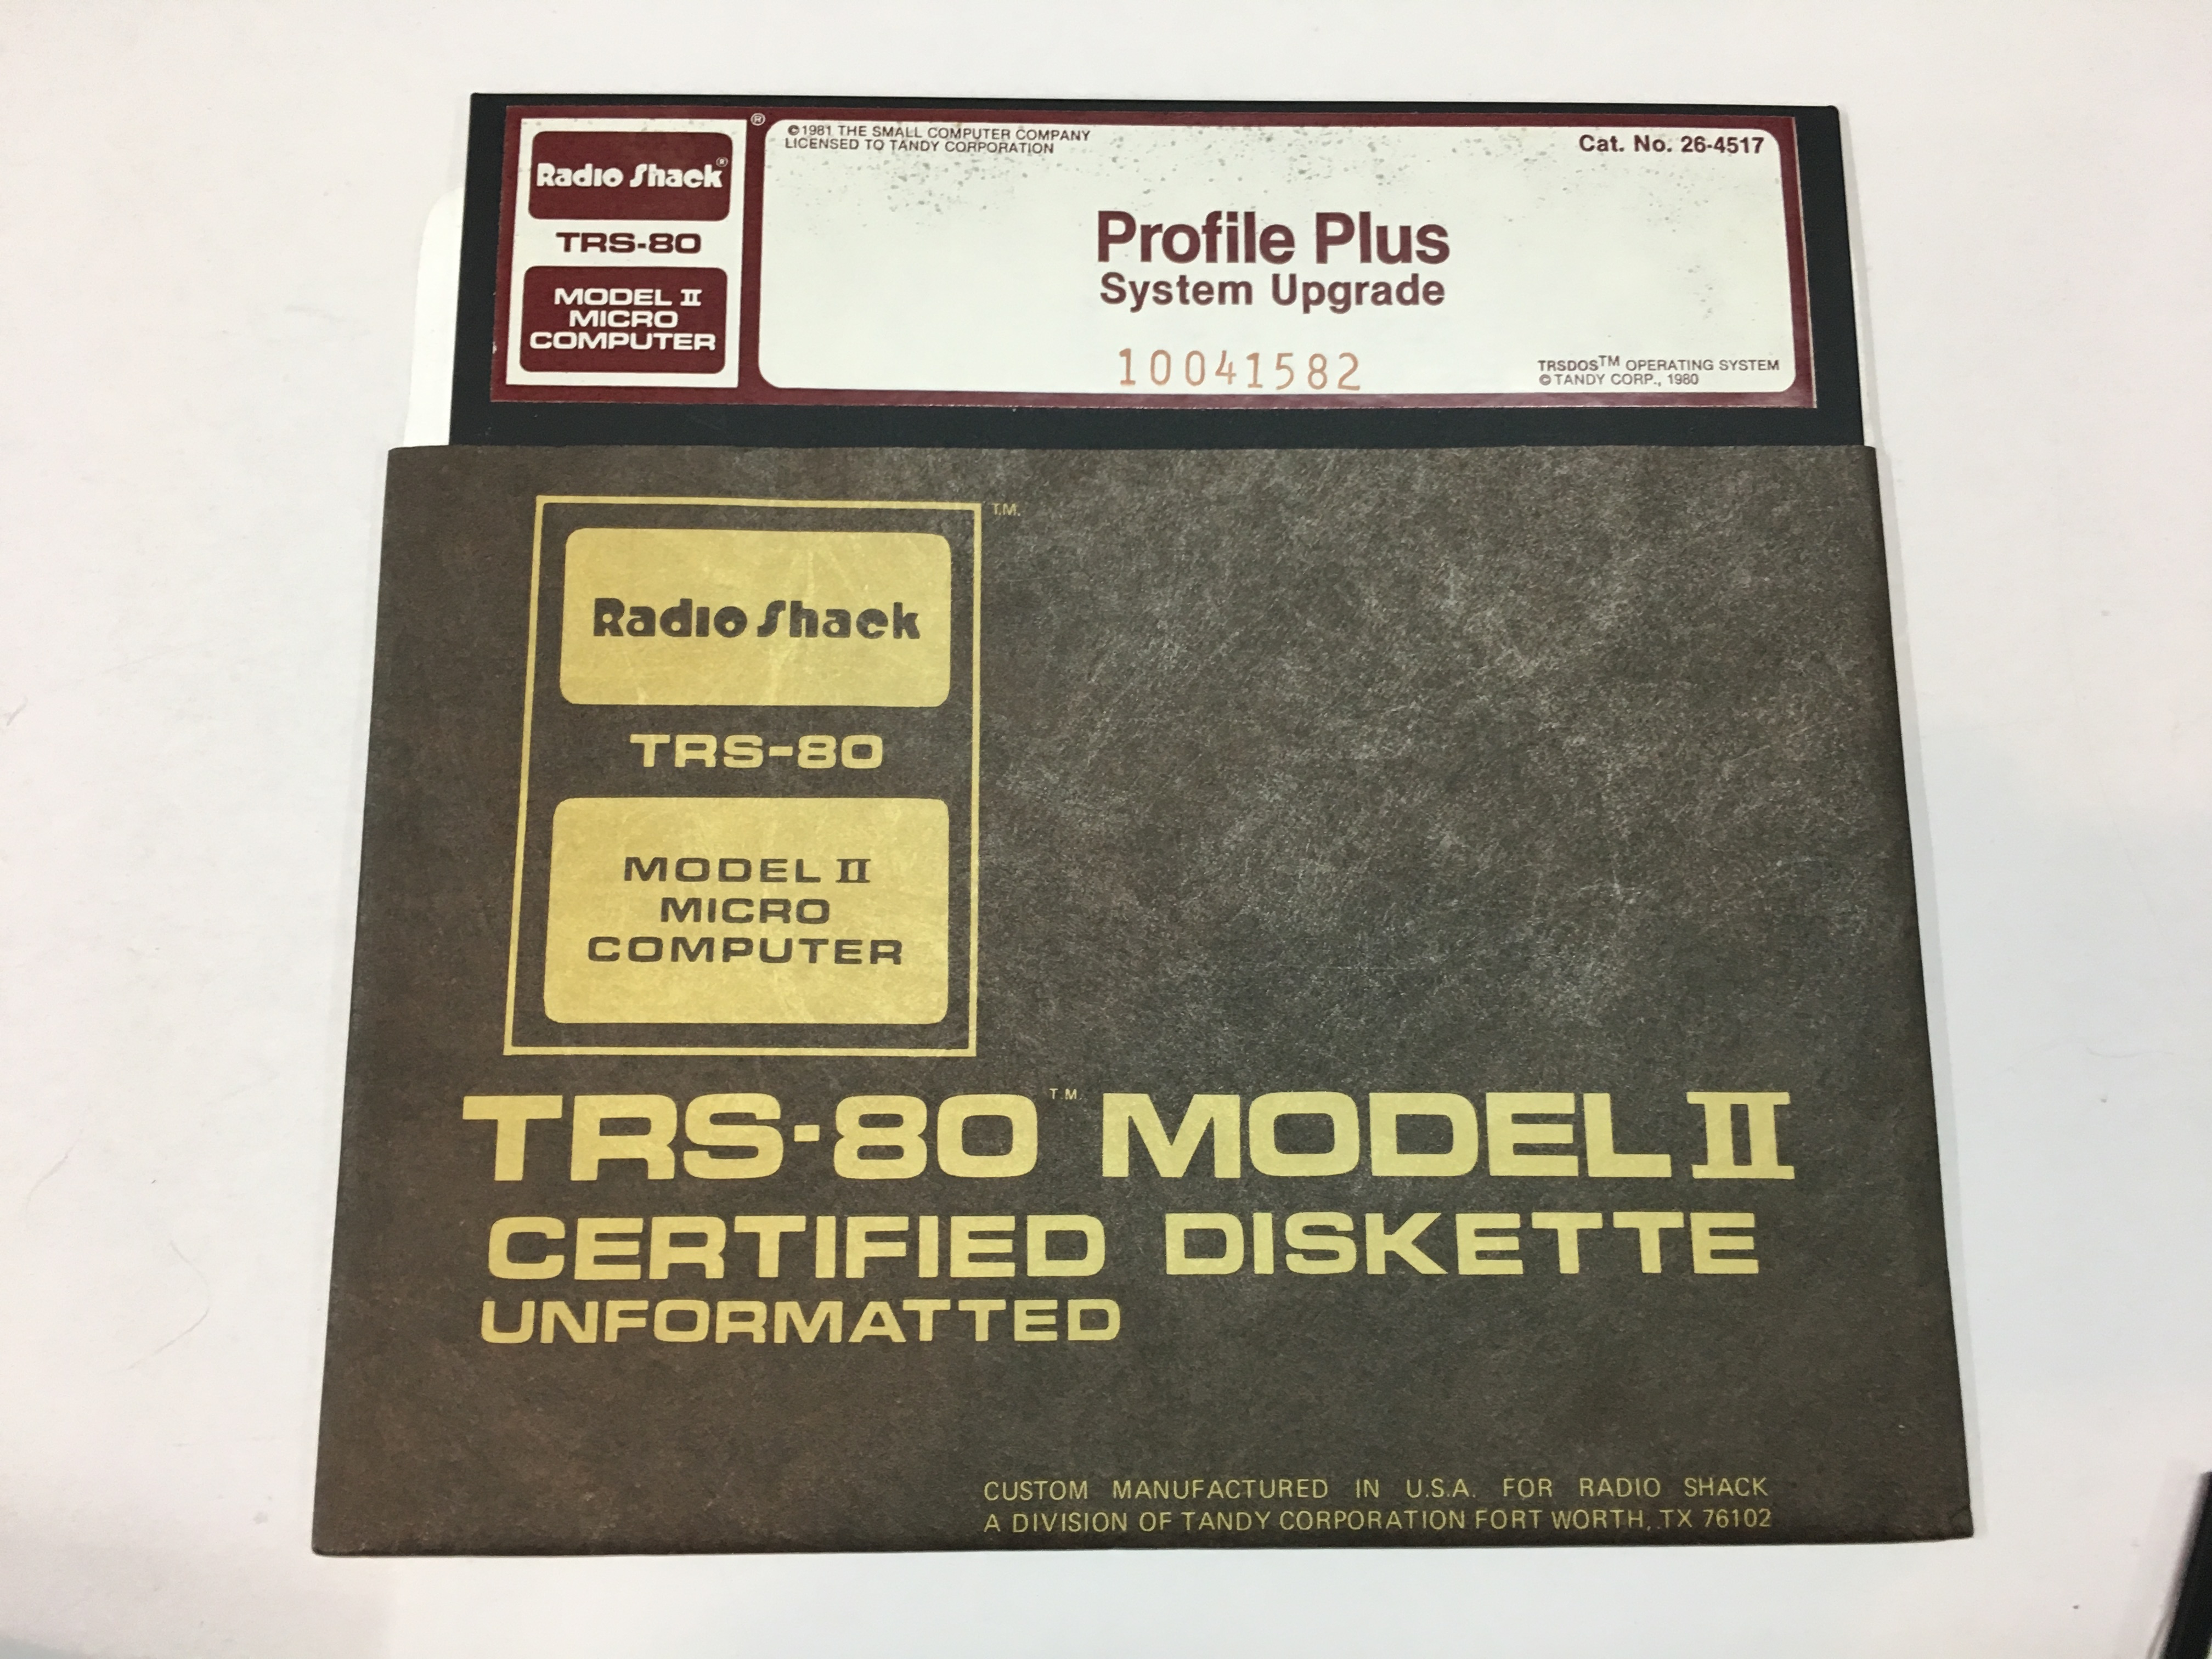 Radio Shack®
TRS-80
MODEL II
MICRO
COMPUTER
®
©1981 THE SMALL COMPUTER COMPANY
LICENSED TO TANDY CORPORATION
Cat. No. 26-4517
Profile Plus
System Upgrade
10041582
TRSDOS™ OPERATING SYSTEM
© TANDY CORP., 1980
T.M.
Radio Shack
TRS-80
MODEL II
MICRO
COMPUTER
TRS-80 T.M. MODEL II
CERTIFIED DISKETTE
UNFORMATTED
CUSTOM MANUFACTURED IN U.S.A. FOR RADIO SHACK
A DIVISION OF TANDY CORPORATION FORT WORTH, TX 76102